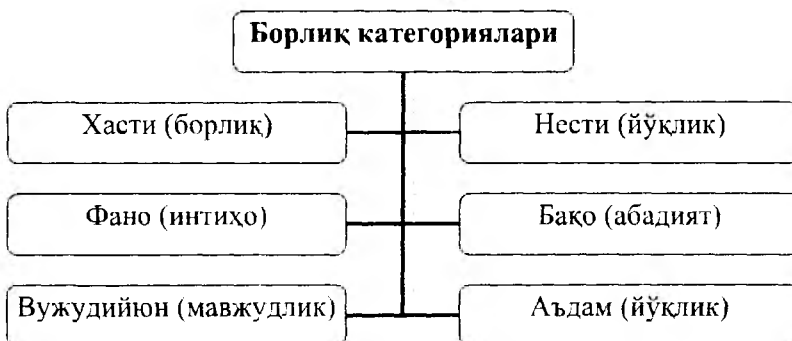 Борлиқ категориялари
Хасти (борлиқ)
Нести (йўқлик)
Фано (интиҳо)
Бақо (абадият)
Вужудийюн (мавжудлик)
Аъдам (йўқлик)